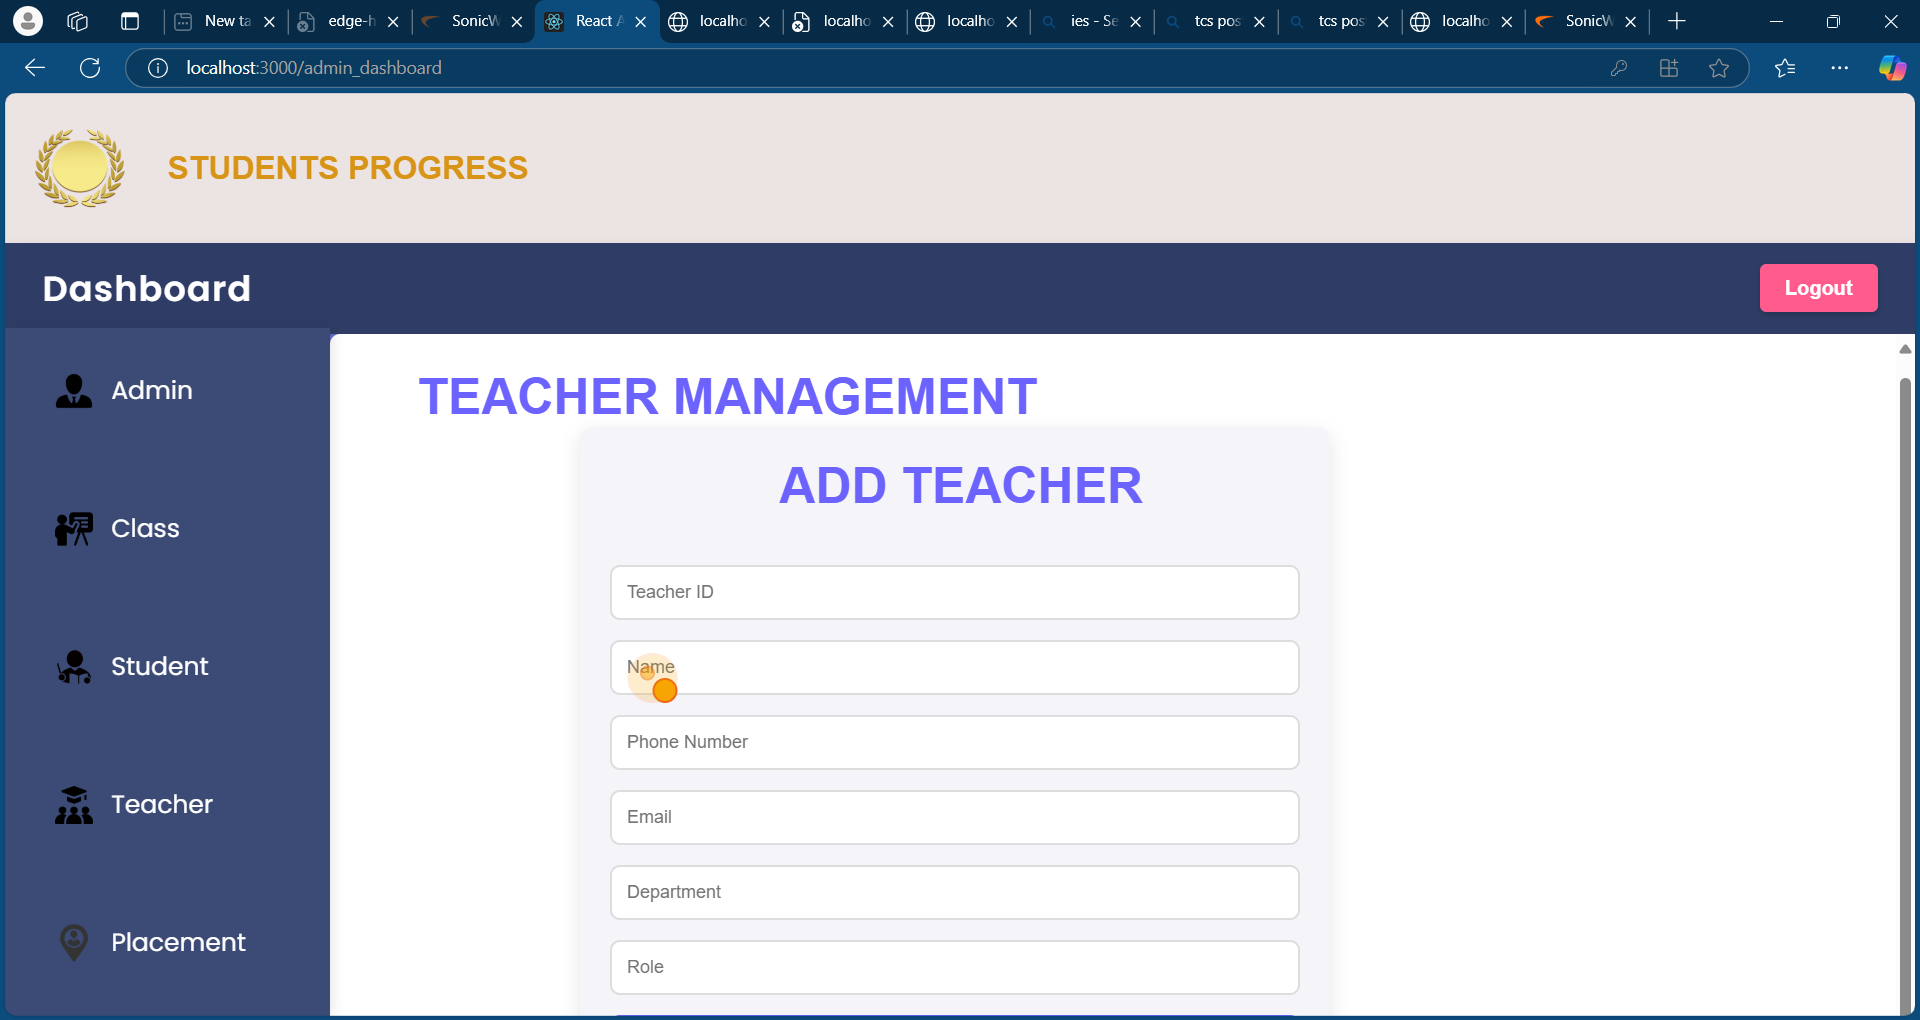 New ta
edge-h
SonicW
React A
localho
localho
localho
ies - Se
tcs pos
tcs pos
localho
SonicW
localhost:3000/admin_dashboard
STUDENTS PROGRESS
Dashboard
Logout
Admin
Class
Student
Teacher
Placement
TEACHER MANAGEMENT
ADD TEACHER
Teacher ID
Name
Phone Number
Email
Department
Role